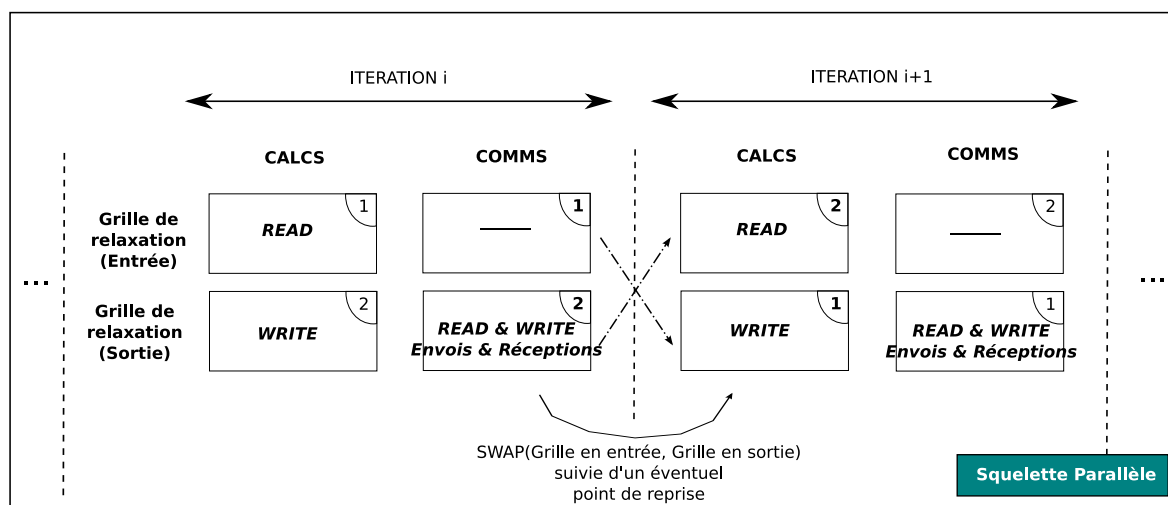 ITERATION i
ITERATION i+1
CALCS
COMMS
CALCS
COMMS
Grille de
relaxation
(Entrée)
READ
1
1
READ
2
2
...
...
Grille de
relaxation
(Sortie)
WRITE
2
READ & WRITE
Envois & Réceptions
2
WRITE
1
READ & WRITE
Envois & Réceptions
1
SWAP(Grille en entrée, Grille en sortie)
suivie d'un éventuel
point de reprise
Squelette Parallèle